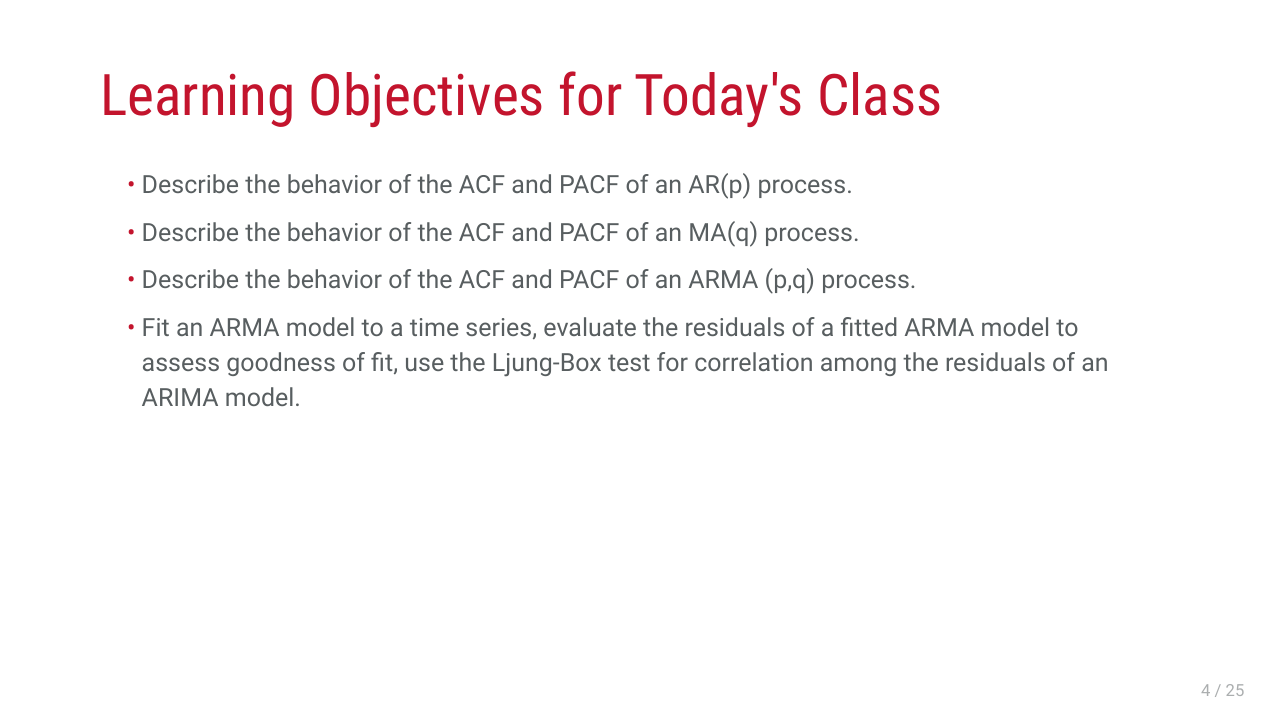 Learning Objectives for Today's Class
• Describe the behavior of the ACF and PACF of an AR(p) process.
• Describe the behavior of the ACF and PACF of an MA(q) process.
• Describe the behavior of the ACF and PACF of an ARMA (p,q) process.
• Fit an ARMA model to a time series, evaluate the residuals of a fitted ARMA model to
assess goodness of fit, use the Ljung-Box test for correlation among the residuals of an
ARIMA model.
4 / 25